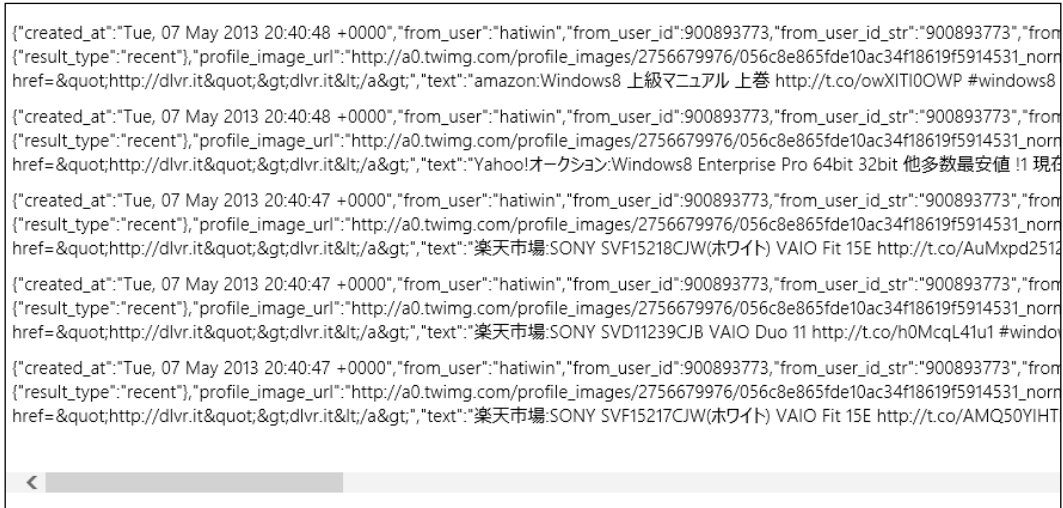 {"created_at":"Tue, 07 May 2013 20:40:48 +0000","from_user":"hatiwin","from_user_id":900893773,"from_user_id_str":"900893773","from
{"result_type":"recent"},"profile_image_url":"http://a0.twimg.com/profile_images/2756679976/056c8e865fde10ac34f18619f5914531_norn
href=&quot;http://dlvr.it&quot;&gt;dlvr.it&lt;/a&gt;","text":"amazon:Windows8 上級マニュアル 上巻 http://t.co/owXITI0OWP #windows8
{"created_at":"Tue, 07 May 2013 20:40:48 +0000","from_user":"hatiwin","from_user_id":900893773,"from_user_id_str":"900893773","from
{"result_type":"recent"},"profile_image_url":"http://a0.twimg.com/profile_images/2756679976/056c8e865fde10ac34f18619f5914531_norn
href=&quot;http://dlvr.it&quot;&gt;dlvr.it&lt;/a&gt;","text":"Yahoo!オークション:Windows8 Enterprise Pro 64bit 32bit 他多数最安値 !1 現在
{"created_at":"Tue, 07 May 2013 20:40:47 +0000","from_user":"hatiwin","from_user_id":900893773,"from_user_id_str":"900893773","from
{"result_type":"recent"},"profile_image_url":"http://a0.twimg.com/profile_images/2756679976/056c8e865fde10ac34f18619f5914531_norn
href=&quot;http://dlvr.it&quot;&gt;dlvr.it&lt;/a&gt;","text":"楽天市場:SONY SVF15218CJW(ホワイト) VAIO Fit 15E http://t.co/AuMxpd2512
{"created_at":"Tue, 07 May 2013 20:40:47 +0000","from_user":"hatiwin","from_user_id":900893773,"from_user_id_str":"900893773","from
{"result_type":"recent"},"profile_image_url":"http://a0.twimg.com/profile_images/2756679976/056c8e865fde10ac34f18619f5914531_norn
href=&quot;http://dlvr.it&quot;&gt;dlvr.it&lt;/a&gt;","text":"楽天市場:SONY SVD11239CJB VAIO Duo 11 http://t.co/h0McqL41u1 #windo
{"created_at":"Tue, 07 May 2013 20:40:47 +0000","from_user":"hatiwin","from_user_id":900893773,"from_user_id_str":"900893773","from
{"result_type":"recent"},"profile_image_url":"http://a0.twimg.com/profile_images/2756679976/056c8e865fde10ac34f18619f5914531_norn
href=&quot;http://dlvr.it&quot;&gt;dlvr.it&lt;/a&gt;","text":"楽天市場:SONY SVF15217CJW(ホワイト) VAIO Fit 15E http://t.co/AMQ50YIHT